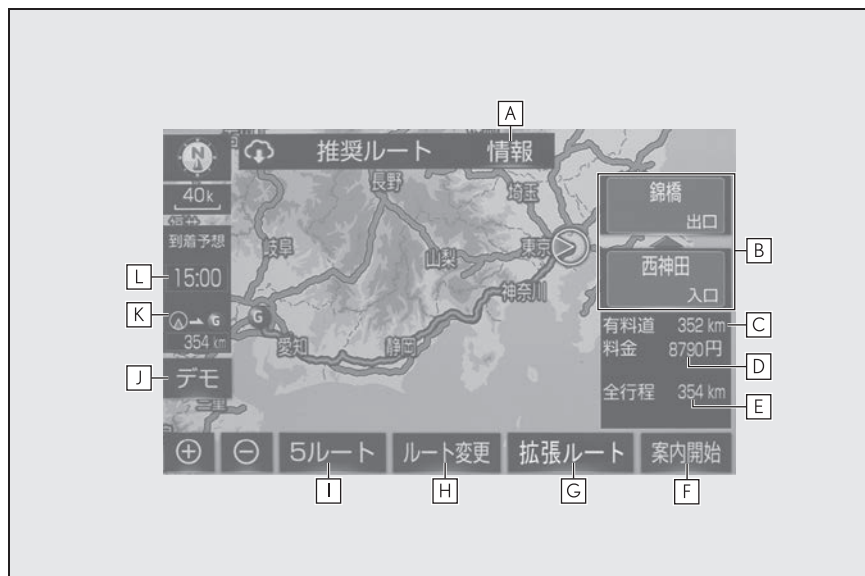 A
N
推奨ルート 情報
40k
長野
埼玉
錦橋
出口
B
到着予想
岐阜
山梨
東京
L
15:00
西神田
入口
神奈川
K
G
G
354 km
愛知
静岡
有料道 352 km
C
料金 8790円
D
J
デモ
全行程 354 km
E
三重
5ルート
ルート変更
拡張ルート
案内開始
I
H
G
F